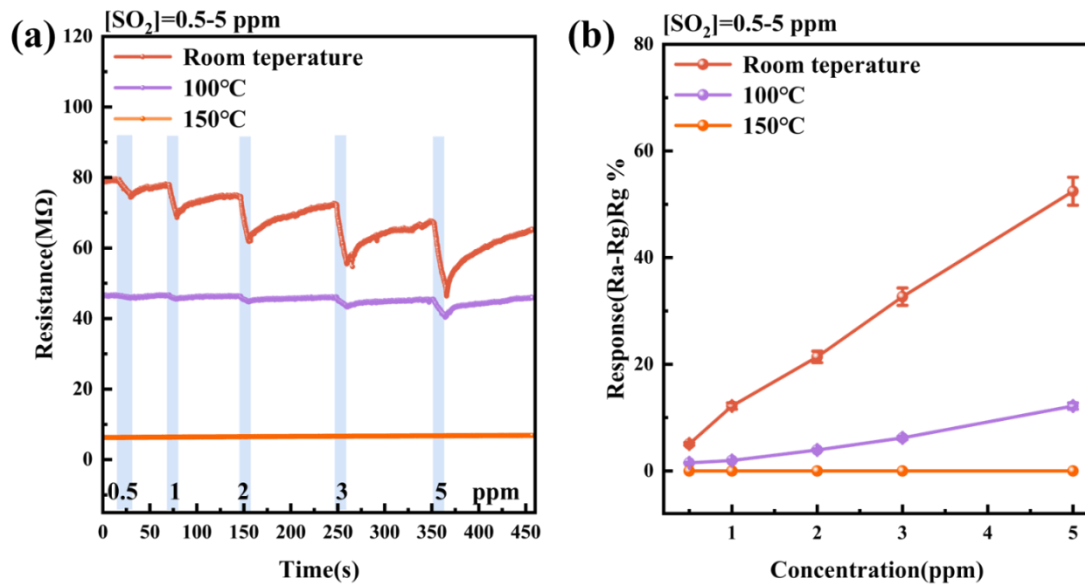 (a)
[SO₂]=0.5-5 ppm
120
100
80
60
40
20
0
Resistance(MΩ)
Room teperature
100°C
150°C
0.5 1 2 3 5 ppm
0 50 100 150 200 250 300 350 400 450
Time(s)
(b)
[SO₂]=0.5-5 ppm
80
60
40
20
0
Response(Ra-Rg)Rg %
Room teperature
100°C
150°C
1 2 3 4 5
Concentration(ppm)